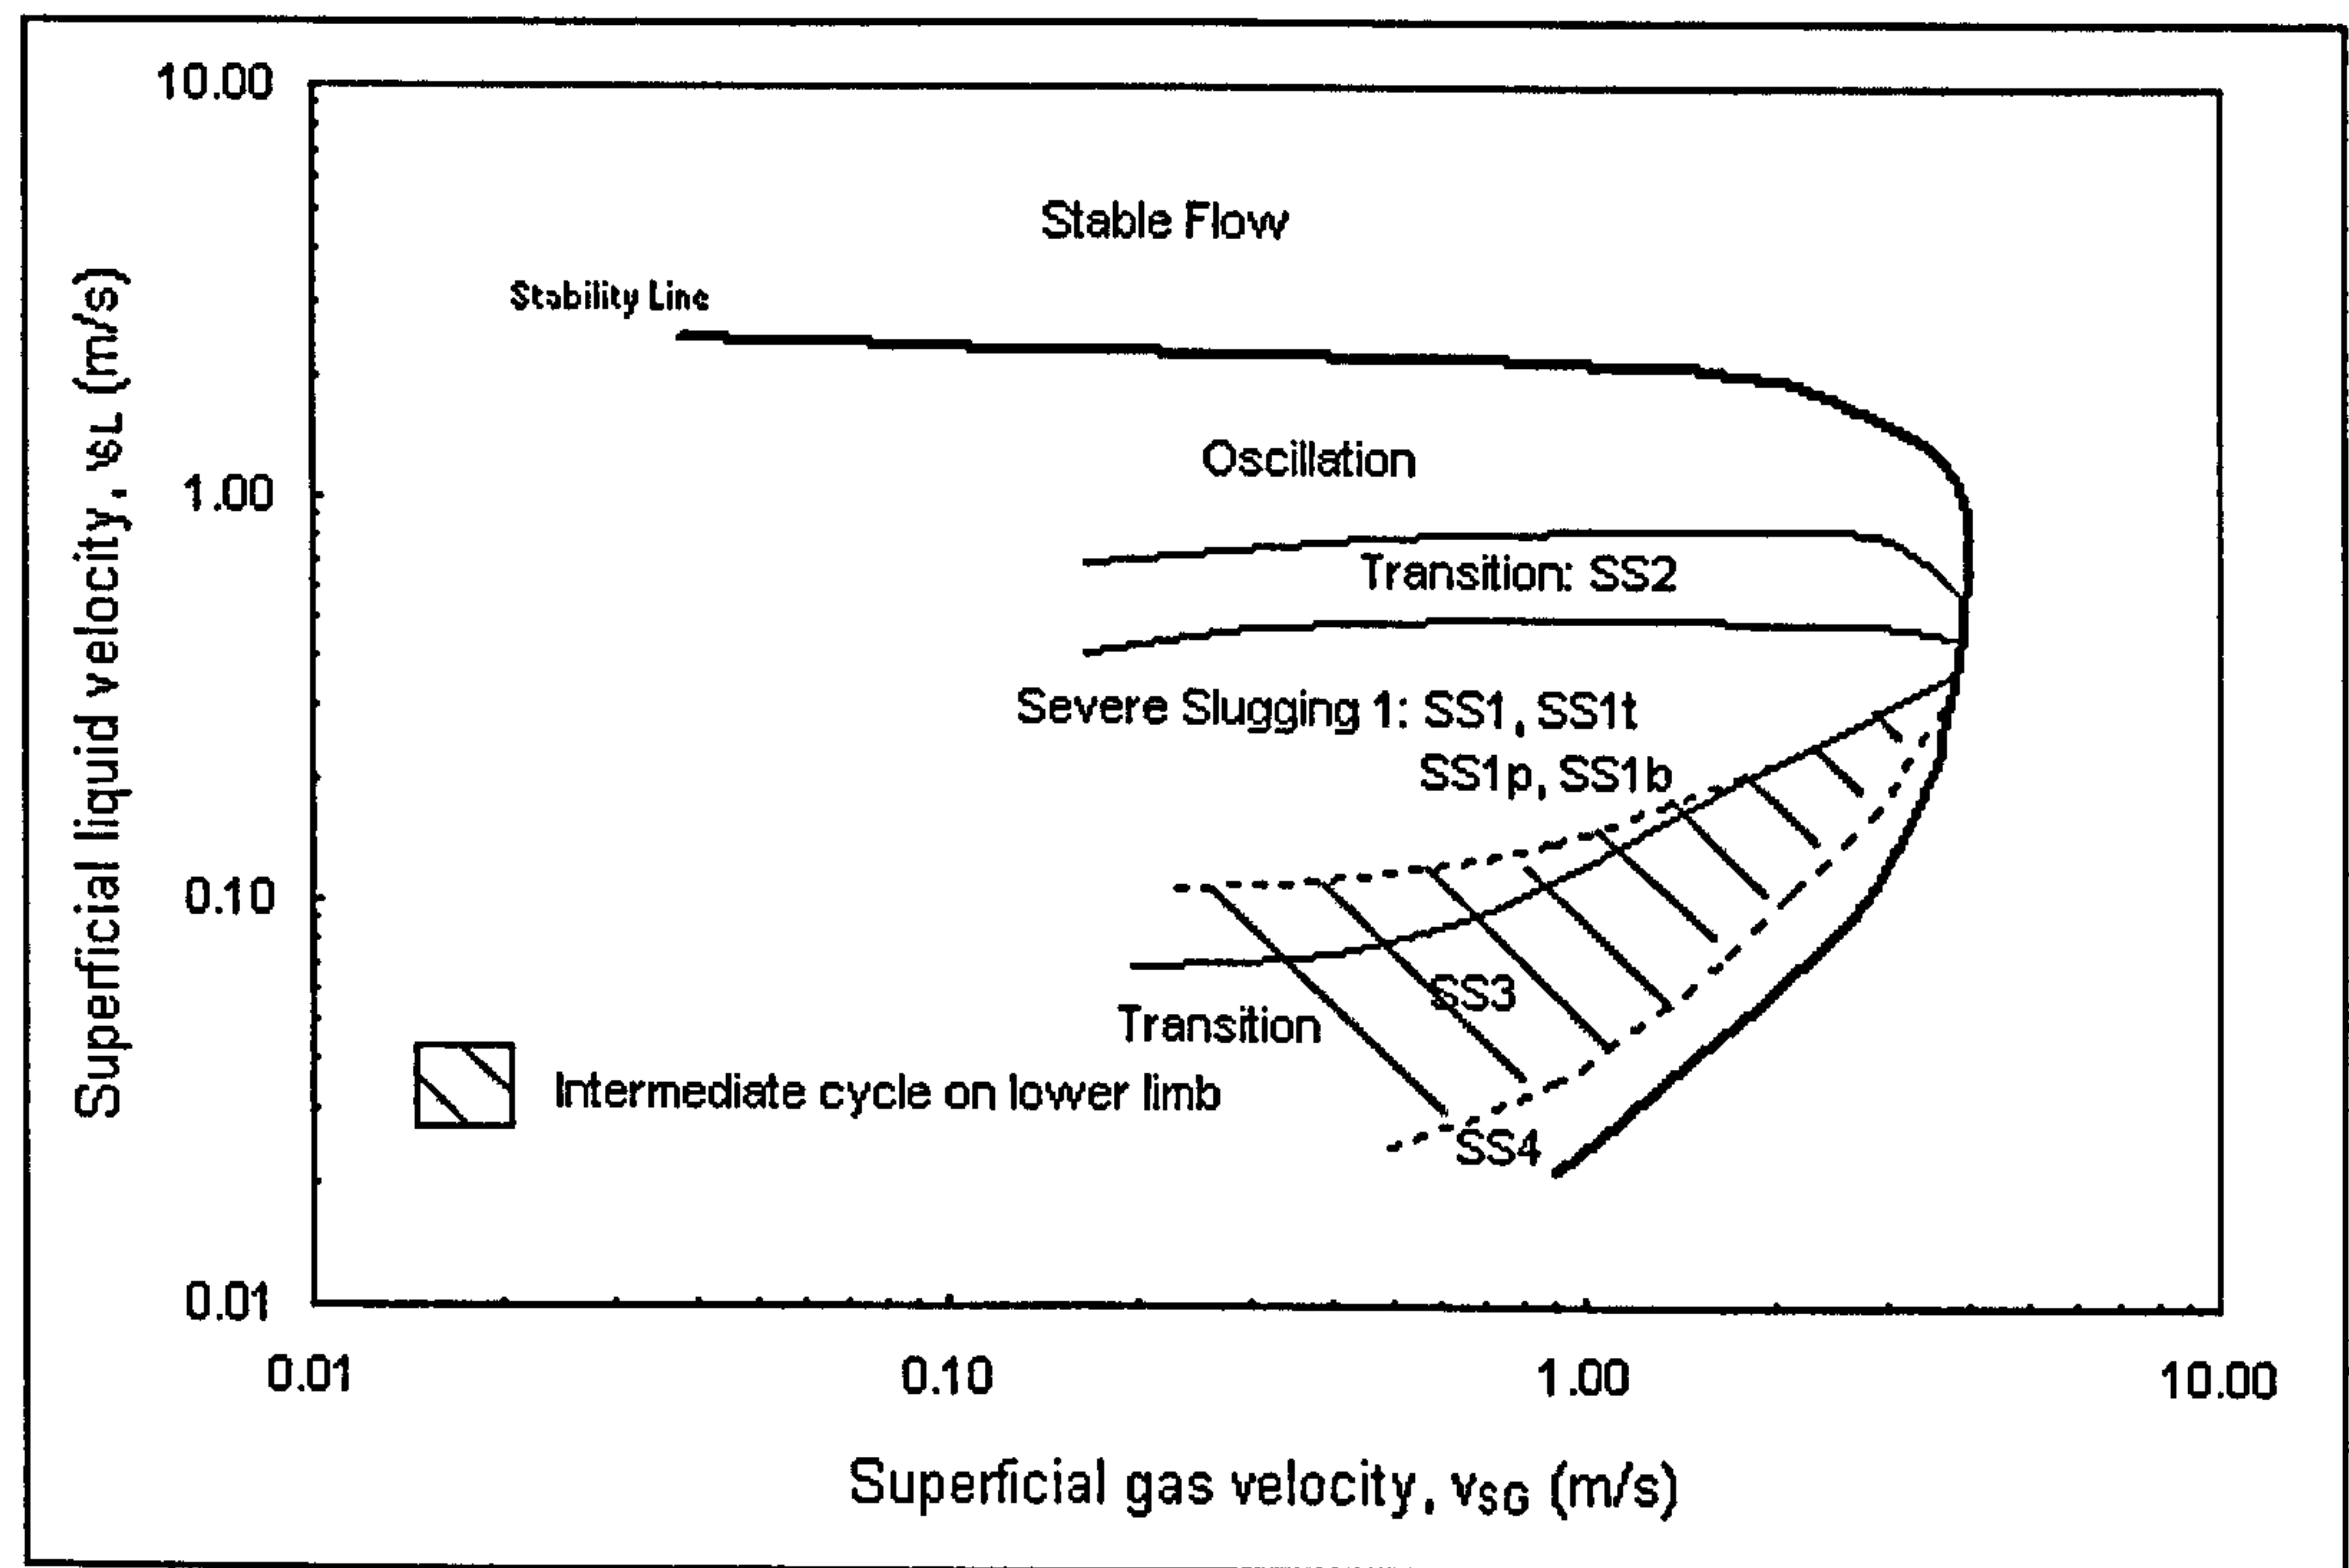 10.00
Stable Flow
Stability Line
Oscillation
1.00
Transition: SS2
Severe Slugging 1: SS1, SS1t
SS1p, SS1b
0.10
SS3
Transition
Intermediate cycle on lower limb
SS4
0.01
0.01
0.10
1.00
10.00
Superficial gas velocity, vSG (m/s)
Superficial liquid velocity, vSL (m/s)